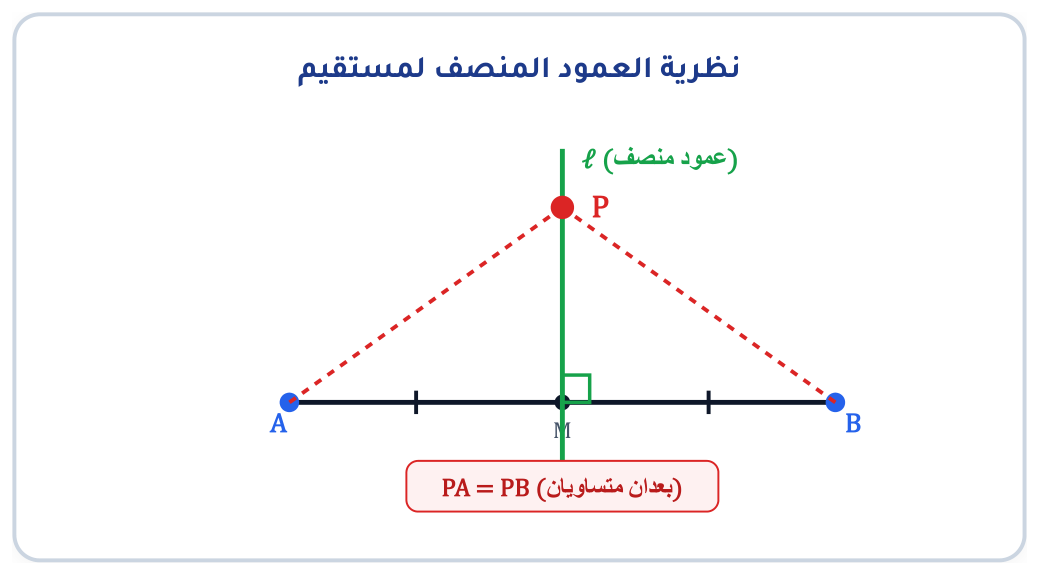 نظرية العمود المنصف لمستقيم
ℓ (عمود منصف)
P
A
B
M
PA = PB (بعدان متساويان)